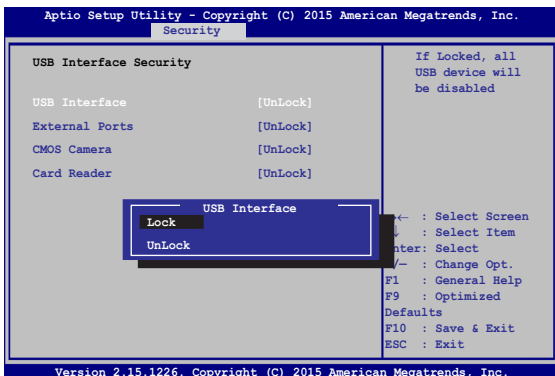 Aptio Setup Utility - Copyright (C) 2015 American Megatrends, Inc.
Security
USB Interface Security
USB Interface [UnLock]
External Ports [UnLock]
CMOS Camera [UnLock]
Card Reader [UnLock]
If Locked, all
USB device will
be disabled
USB Interface
Lock
UnLock
→← : Select Screen
↓ : Select Item
nter: Select
/— : Change Opt.
F1 : General Help
F9 : Optimized
Defaults
F10 : Save & Exit
ESC : Exit
Version 2.15.1226. Copyright (C) 2015 American Megatrends, Inc.